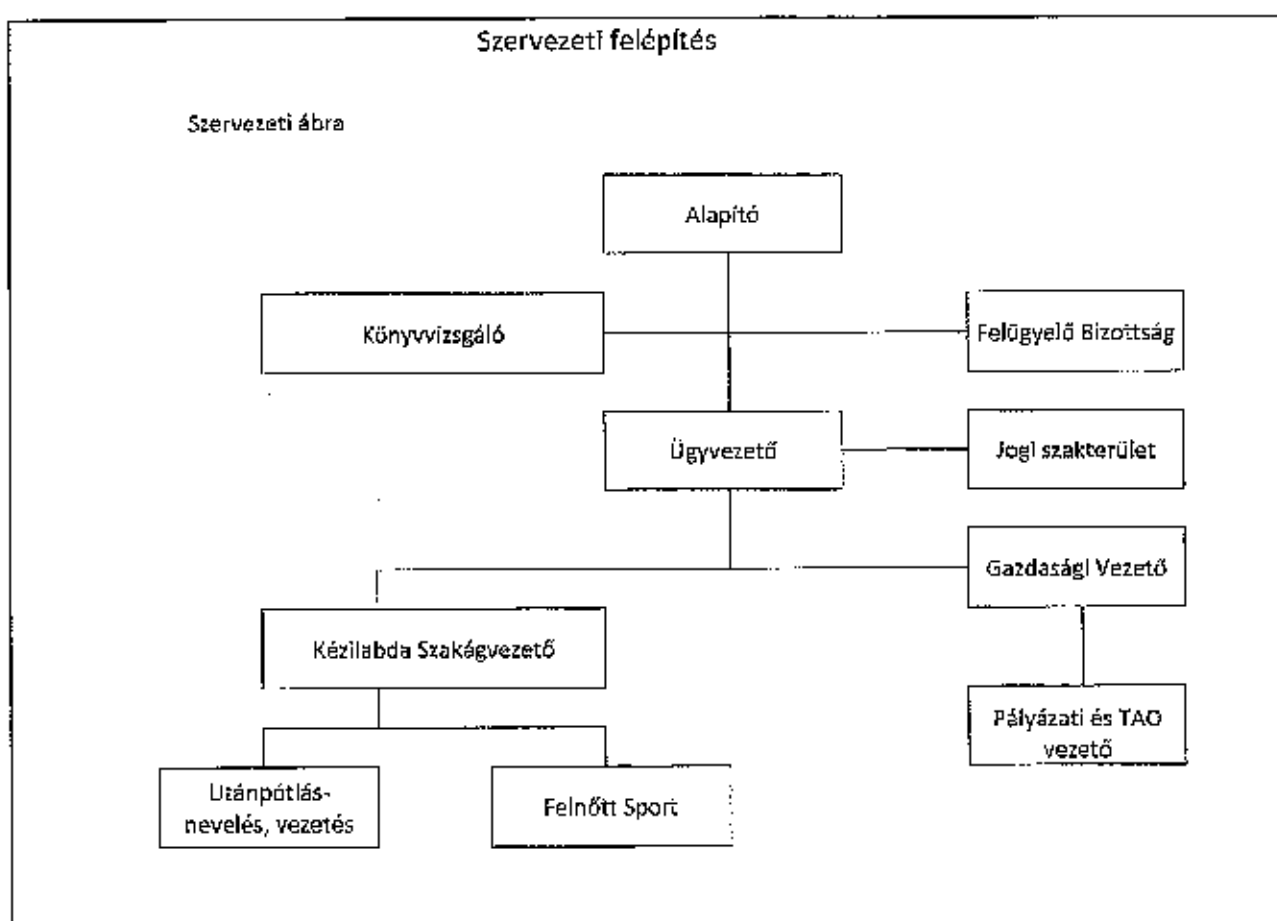 Szervezeti felépítés
Szervezeti ábra
Alapító
Könyvvizsgáló
Felügyelő Bizottság
Ügyvezető
Jogi szakterület
Gazdasági Vezető
Kézilabda Szakágvezető
Pályázati és TAO
vezető
Utánpótlás-
nevelés, vezetés
Felnőtt Sport